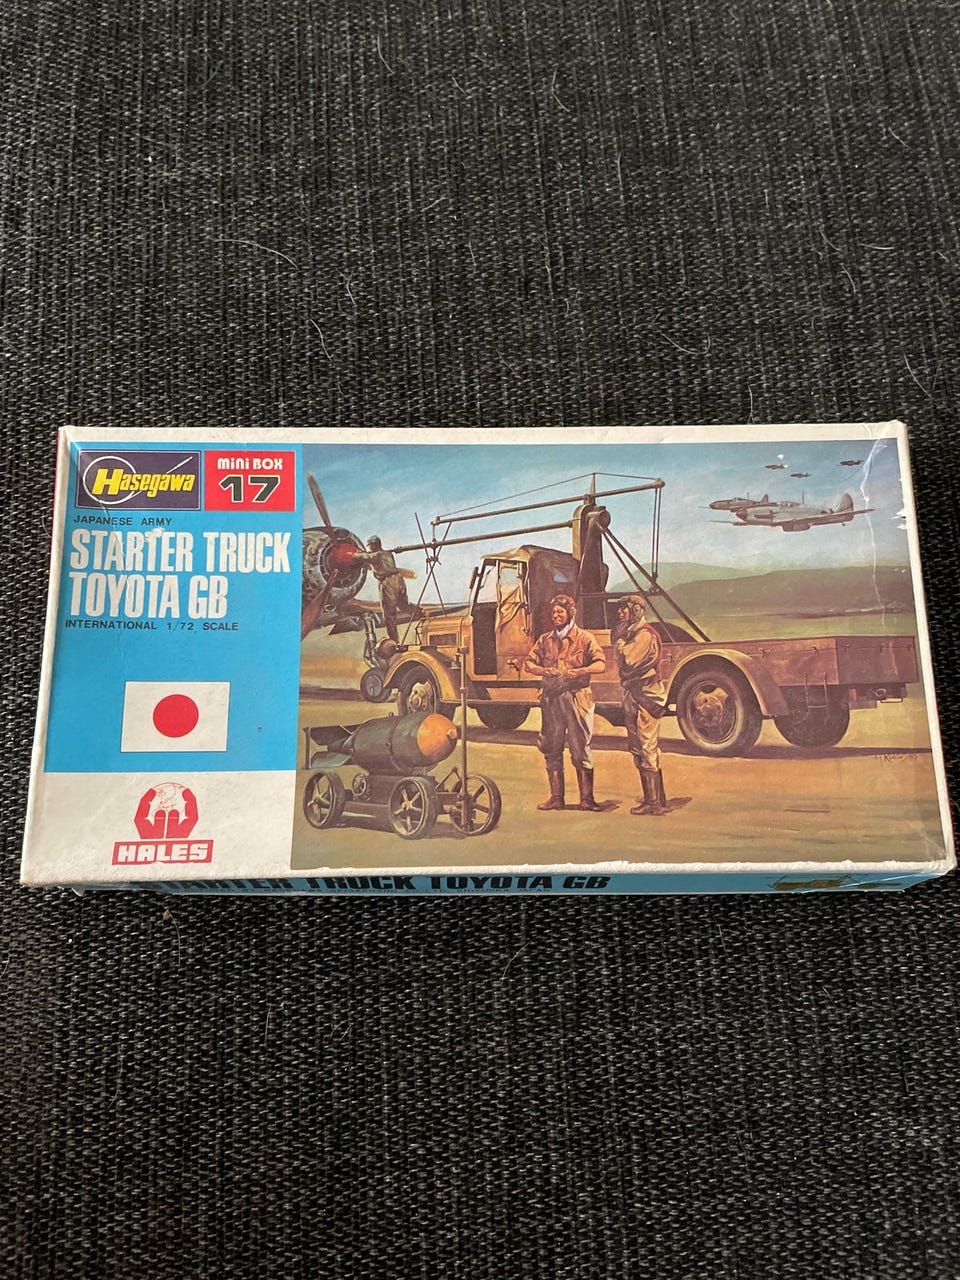 Hasegawa
mini BOX
17
JAPANESE ARMY
STARTER TRUCK
TOYOTA GB
INTERNATIONAL 1/72 SCALE
HALES
STARTER TRUCK TOYOTA GB